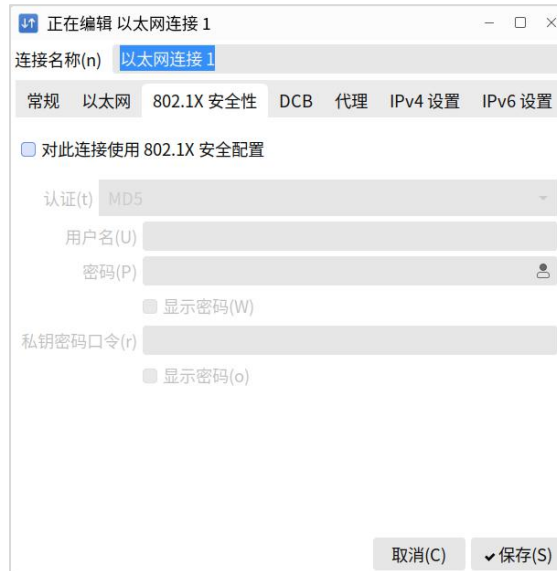 正在编辑 以太网连接 1
连接名称(n) 以太网连接 1
常规 以太网 802.1X 安全性 DCB 代理 IPv4 设置 IPv6 设置
对此连接使用 802.1X 安全配置
认证(t) MD5
用户名(U)
密码(P)
显示密码(W)
私钥密码口令(r)
显示密码(o)
取消(C) 保存(S)